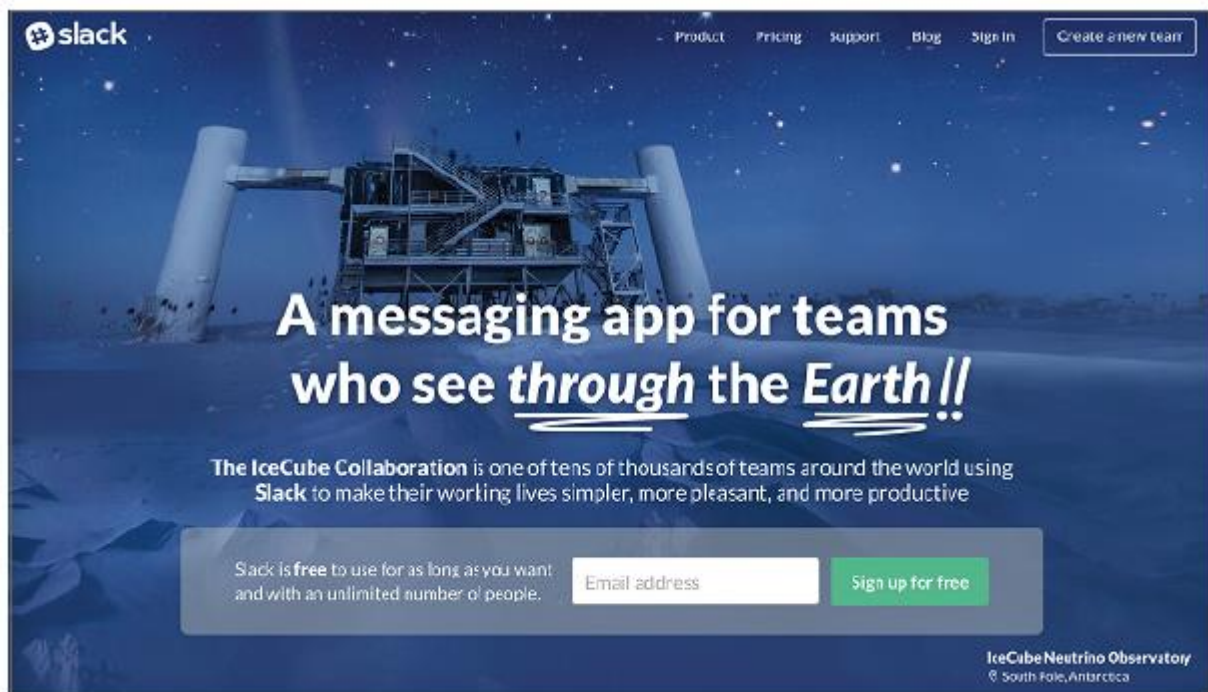 slack
Product Pricing Support Blog Sign in Create a new team
A messaging app for teams
who see through the Earth!!
The IceCube Collaboration is one of tens of thousands of teams around the world using
Slack to make their working lives simpler, more pleasant, and more productive
Slack is free to use for as long as you want
and with an unlimited number of people.
Email address
Sign up for free
IceCube Neutrino Observatory
South Pole, Antarctica